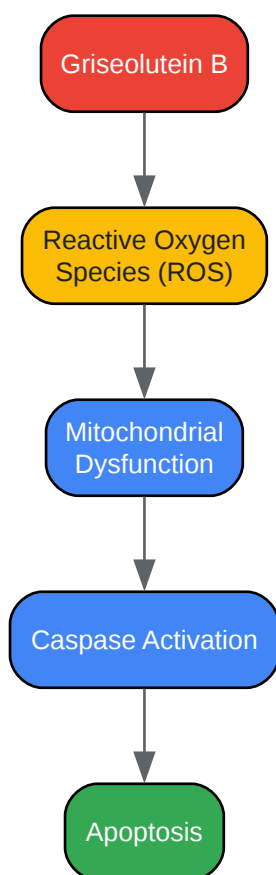 Griseolutein B
Reactive Oxygen
Species (ROS)
Mitochondrial
Dysfunction
Caspase Activation
Apoptosis